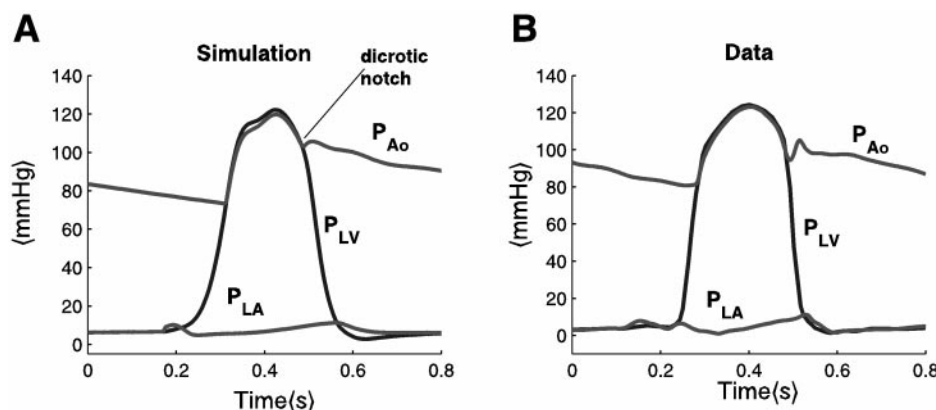 A
Simulation
dicrotic
notch
140
120
100
80
60
40
20
0
⟨mmHg⟩
P_Ao
P_LV
P_LA
0
0.2
0.4
0.6
0.8
Time⟨s⟩
B
Data
140
120
100
80
60
40
20
0
⟨mmHg⟩
P_Ao
P_LV
P_LA
0
0.2
0.4
0.6
0.8
Time⟨s⟩